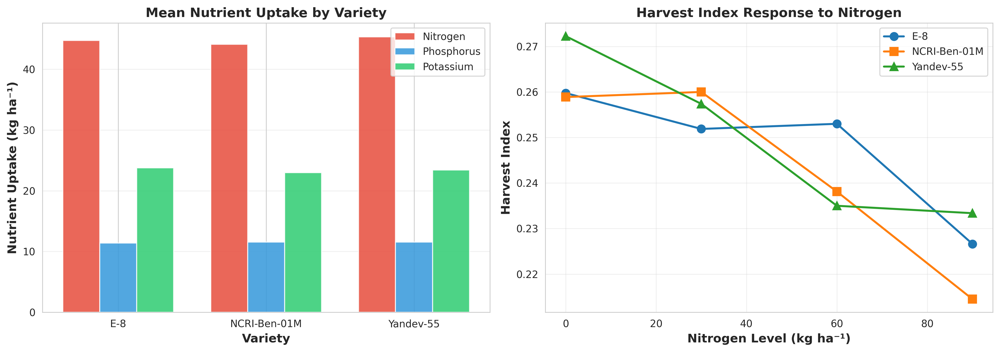 Mean Nutrient Uptake by Variety
Nutrient Uptake (kg ha⁻¹)
40
30
20
10
0
Nitrogen
Phosphorus
Potassium
E-8
NCRI-Ben-01M
Yandev-55
Variety
Harvest Index Response to Nitrogen
Harvest Index
0.27
0.26
0.25
0.24
0.23
0.22
E-8
NCRI-Ben-01M
Yandev-55
0
20
40
60
80
Nitrogen Level (kg ha⁻¹)